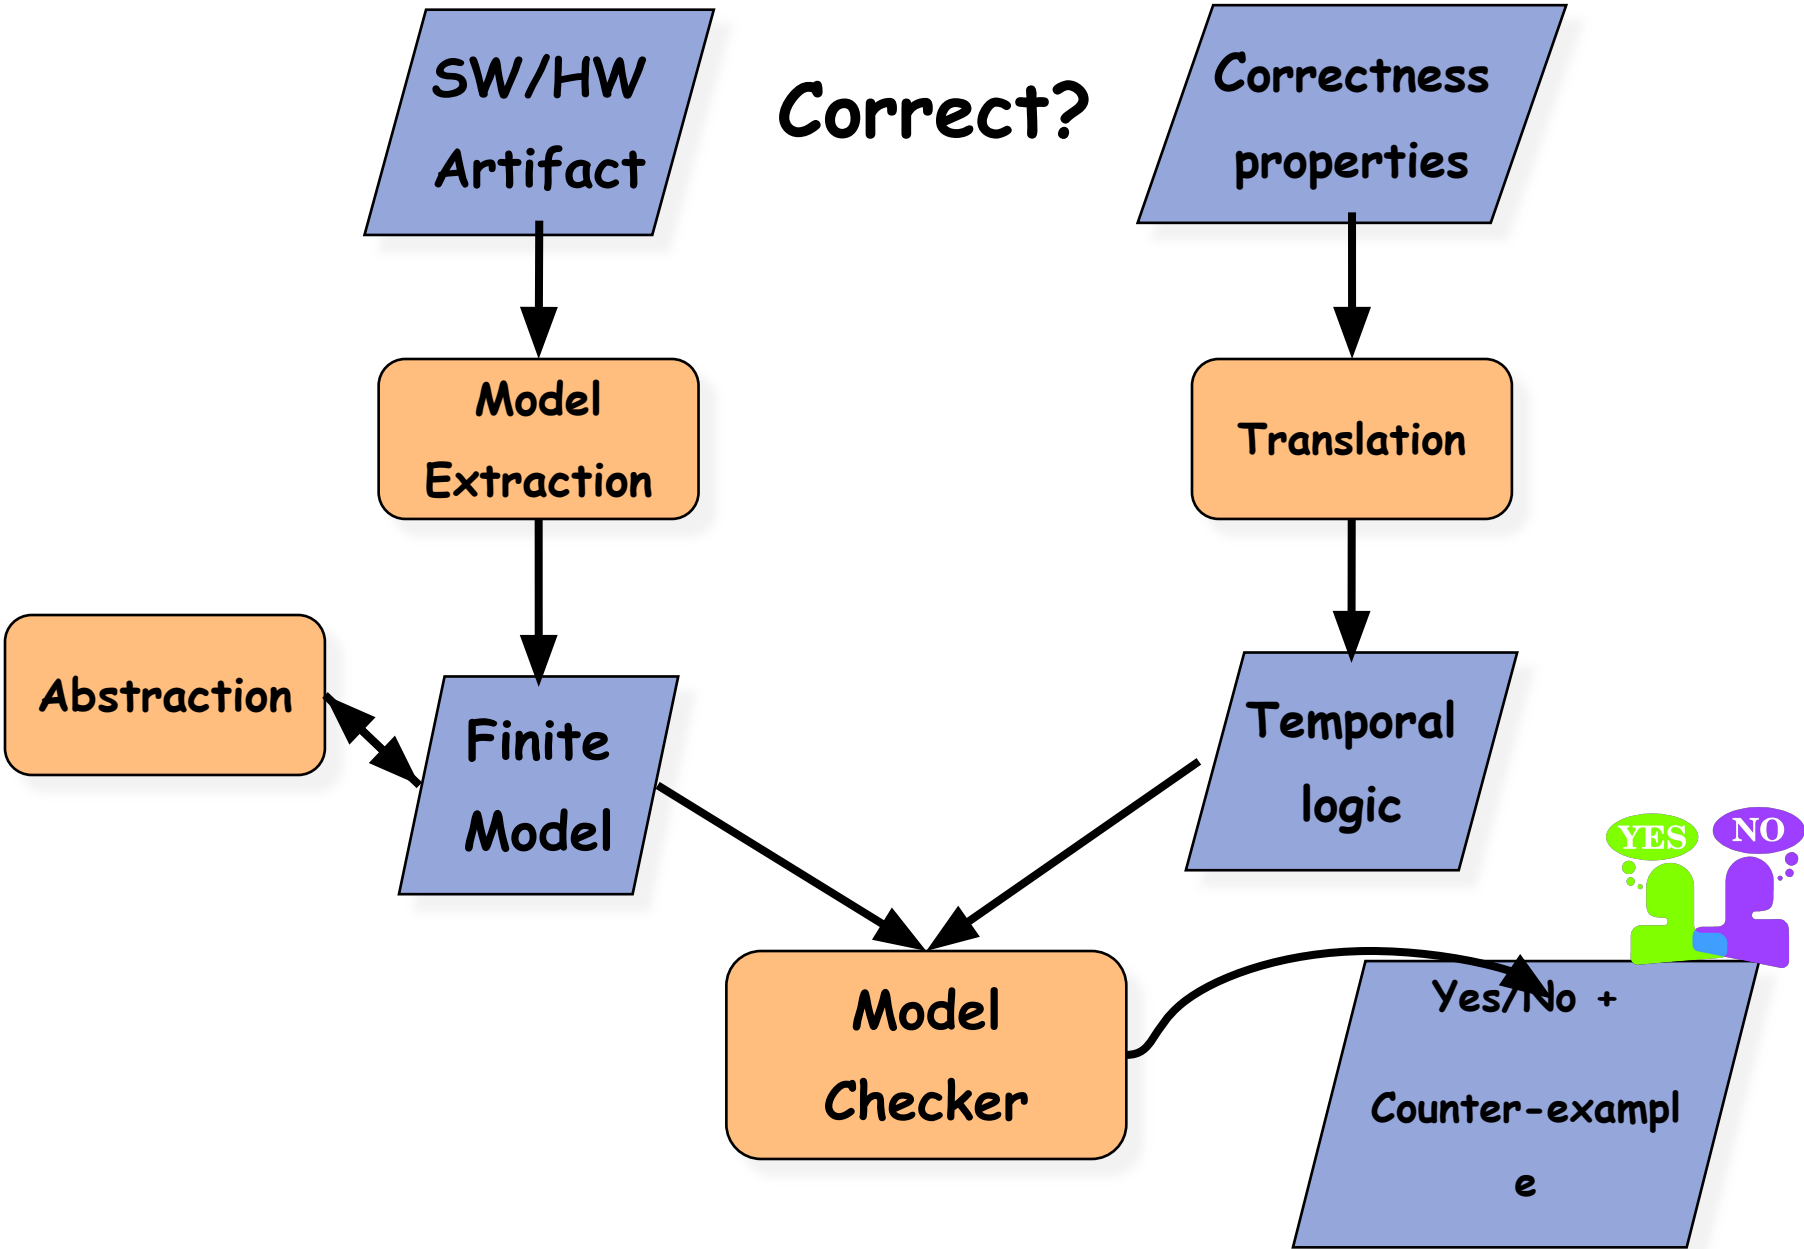 SW/HW
Artifact
Correct?
Correctness
properties
Model
Extraction
Translation
Abstraction
Finite
Model
Temporal
logic
YES
NO
Model
Checker
Yes/No +
Counter-exampl
e